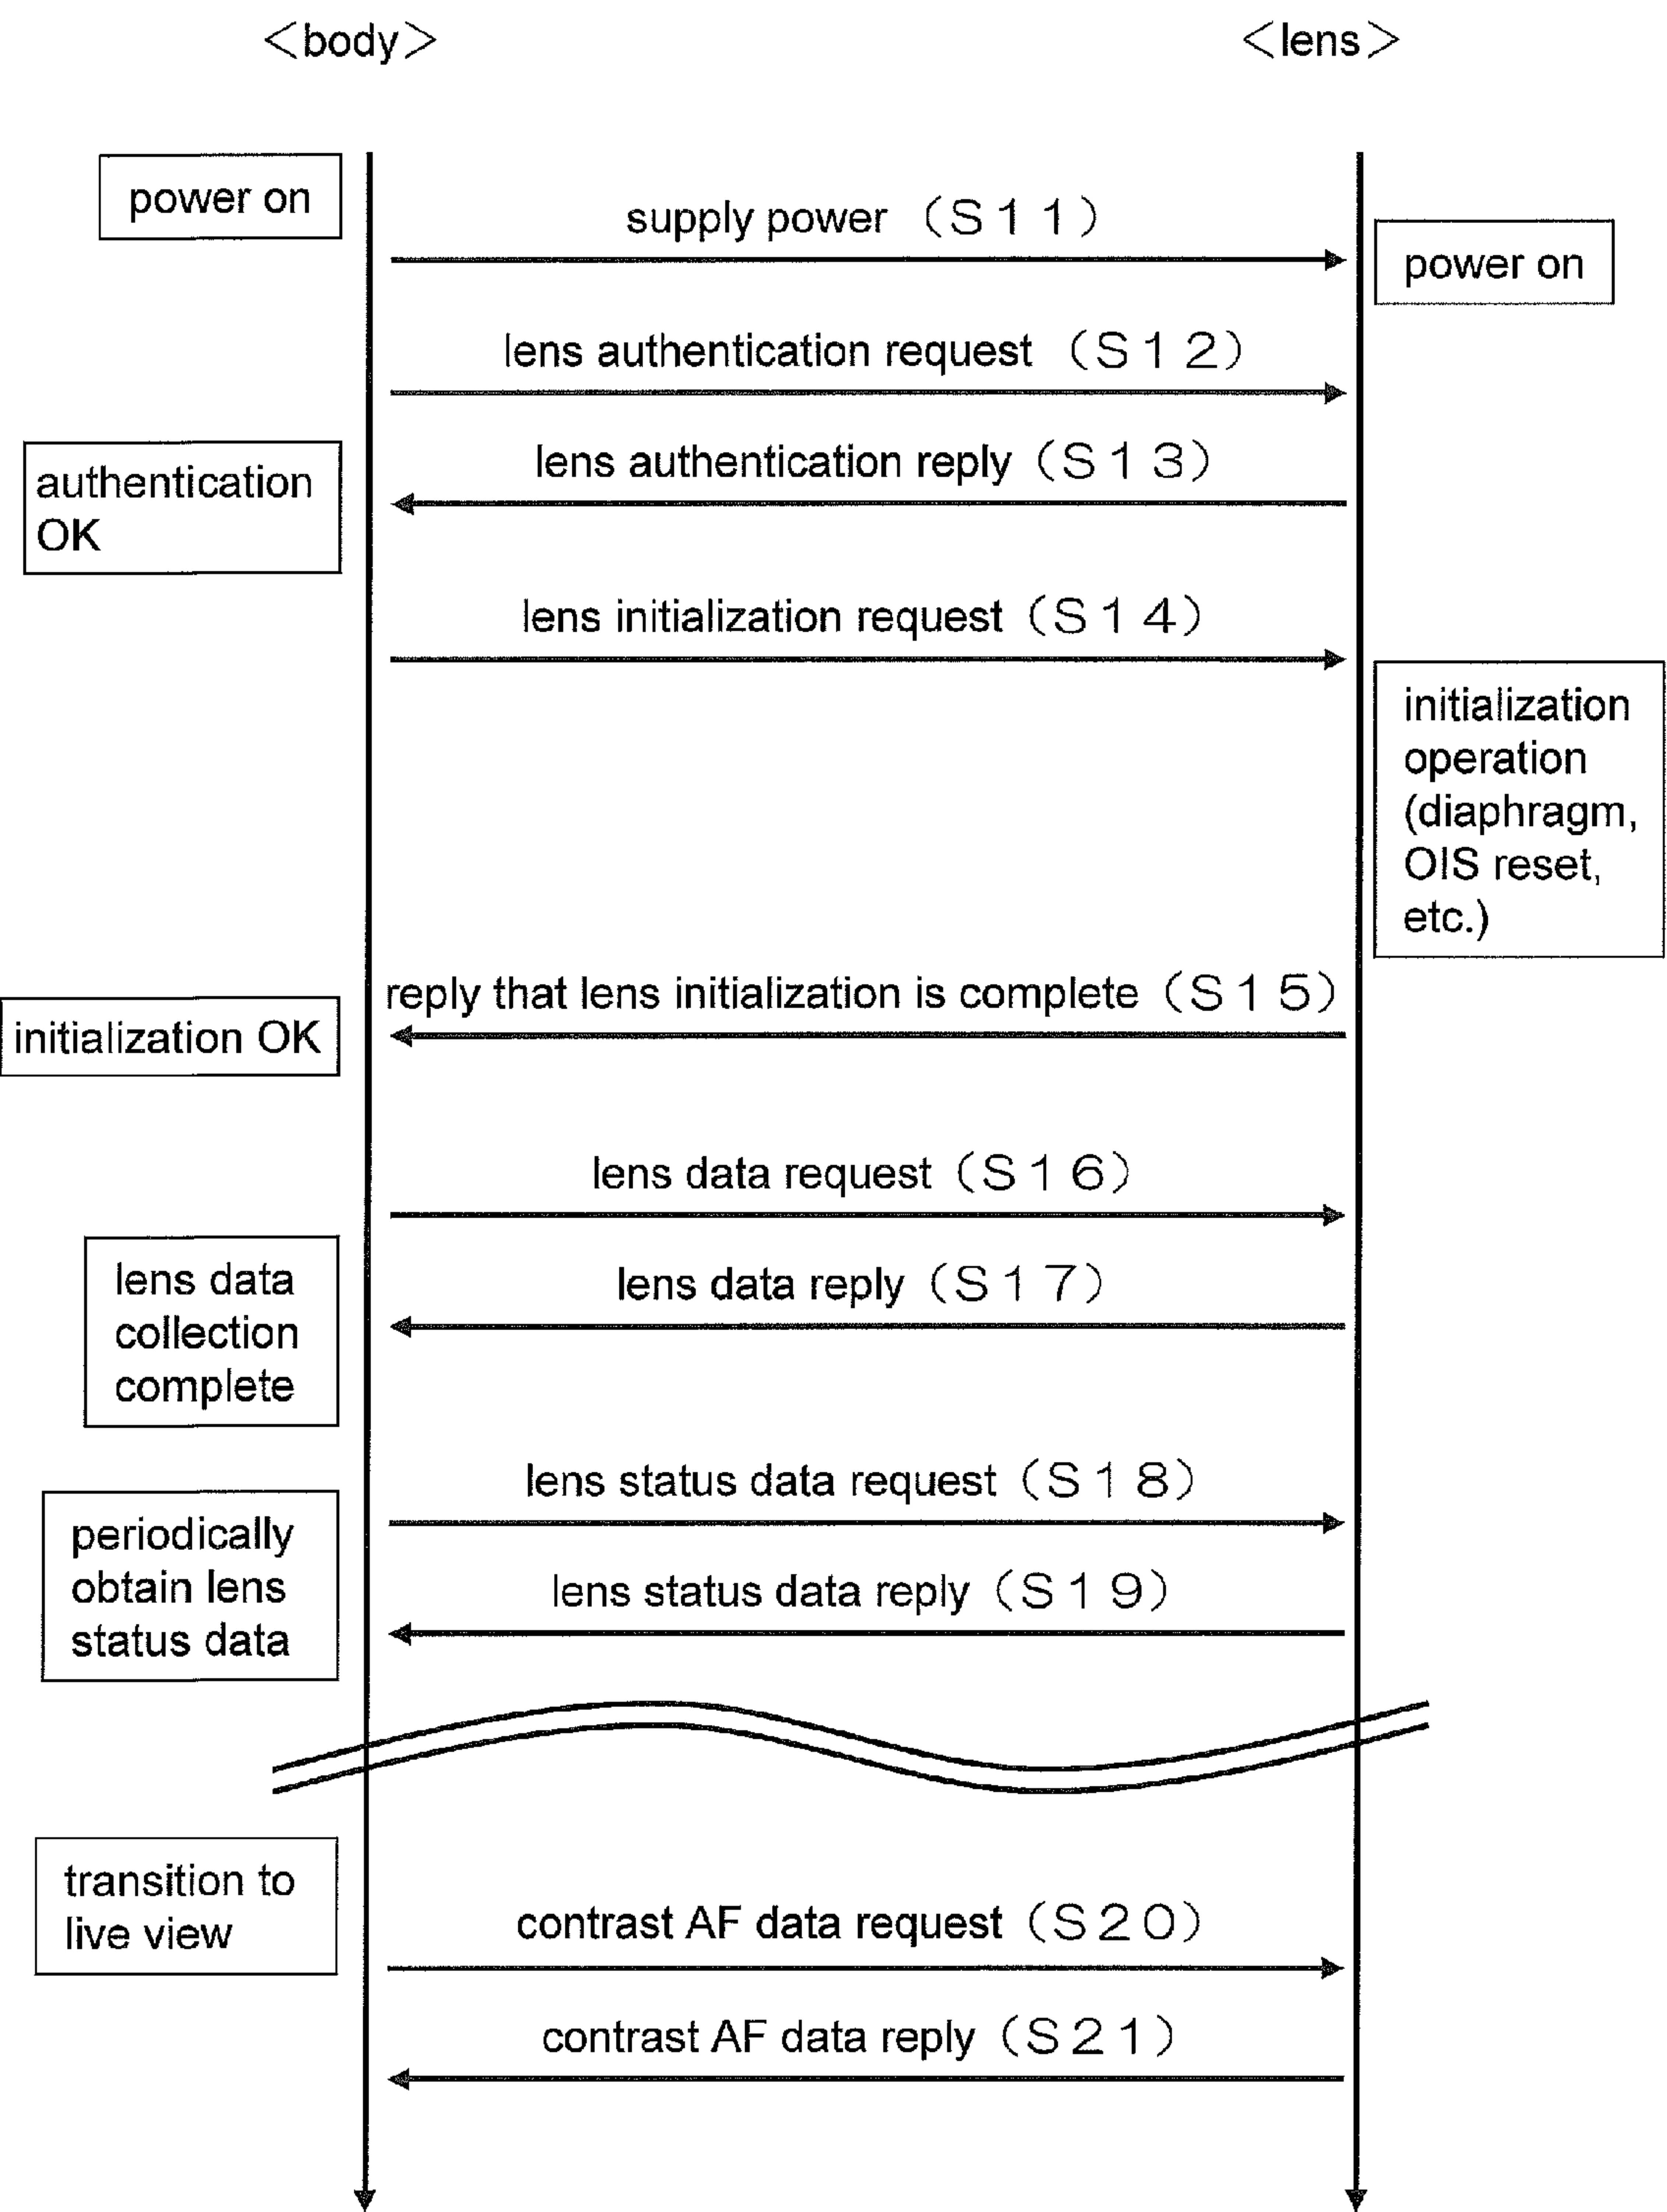 <body>
<lens>
power on
supply power (S11)
power on
lens authentication request (S12)
lens authentication reply (S13)
authentication
OK
lens initialization request (S14)
initialization
operation
(diaphragm,
OIS reset,
etc.)
reply that lens initialization is complete (S15)
initialization OK
lens data request (S16)
lens data reply (S17)
lens data
collection
complete
lens status data request (S18)
periodically
obtain lens
status data
lens status data reply (S19)
transition to
live view
contrast AF data request (S20)
contrast AF data reply (S21)